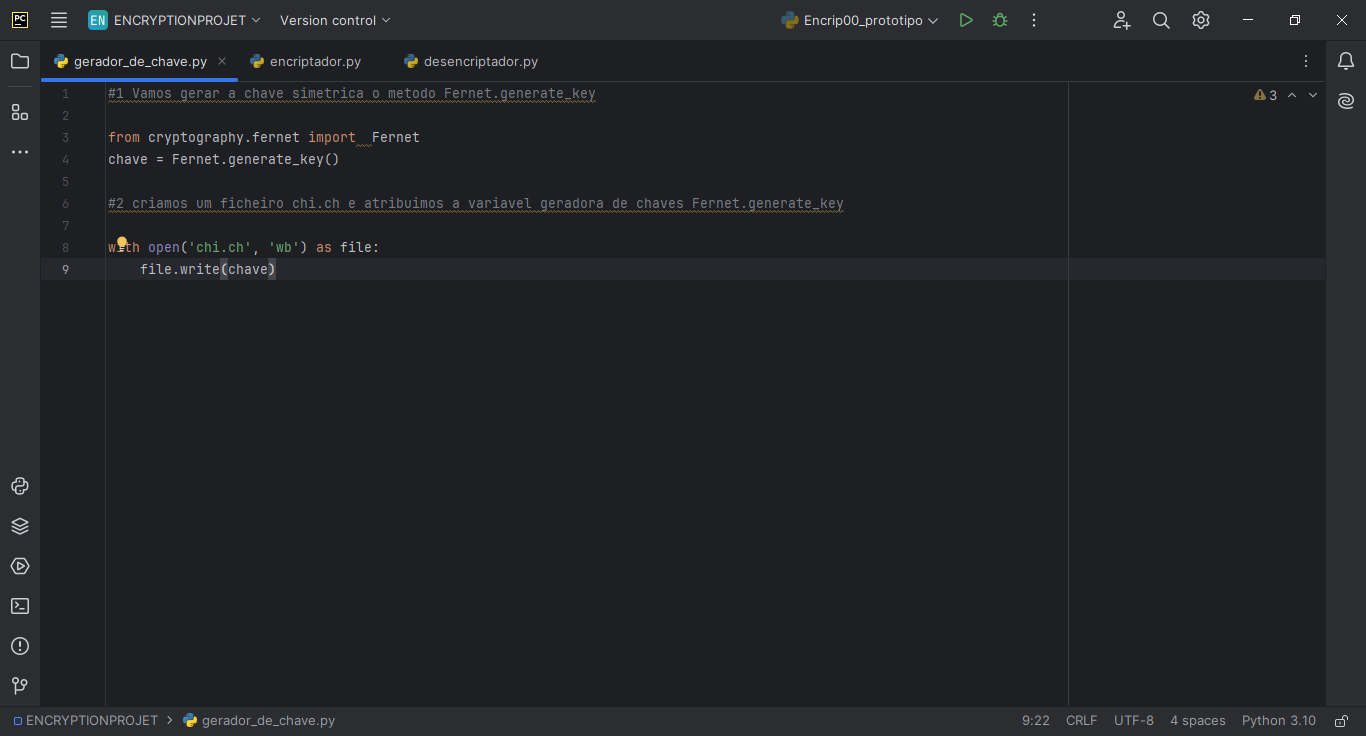 PC EN ENCRYPTIONPROJET Version control Encrip00_prototipo
gerador_de_chave.py encriptador.py desencriptador.py
1 #1 Vamos gerar a chave simetrica o metodo Fernet.generate_key
3
2
3 from cryptography.fernet import  Fernet
4 chave = Fernet.generate_key()
5
6 #2 criamos um ficheiro chi.ch e atribuimos a variavel geradora de chaves Fernet.generate_key
7
8 with open('chi.ch', 'wb') as file:
9     file.write(chave)
ENCRYPTIONPROJET > gerador_de_chave.py 9:22 CRLF UTF-8 4 spaces Python 3.10